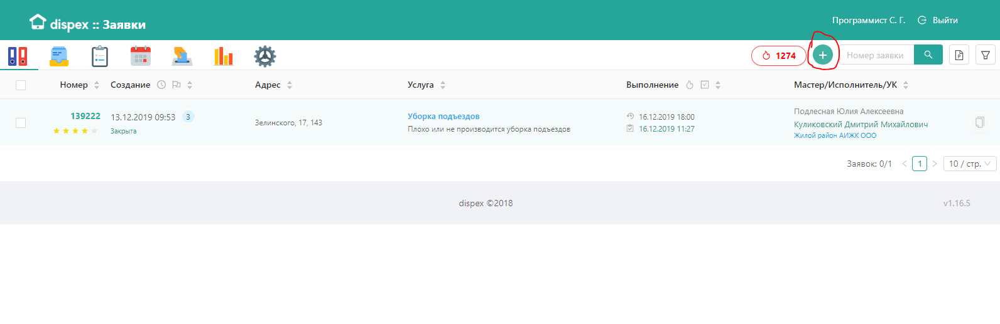 dispex :: Заявки
Программист С. Г. Выйти
1274
Номер заявки
Номер Создание Адрес Услуга Выполнение Мастер/Исполнитель/УК
139222 13.12.2019 09:53 3
Закрыта
Зелинского, 17, 143
Уборка подъездов
Плохо или не производится уборка подъездов
16.12.2019 18:00
16.12.2019 11:27
Подлесная Юлия Алексеевна
Куликовский Дмитрий Михайлович
Жилой район АИЖК ООО
Заявок: 0/1 < 1 > 10 / стр.
dispex ©2018
v1.16.5